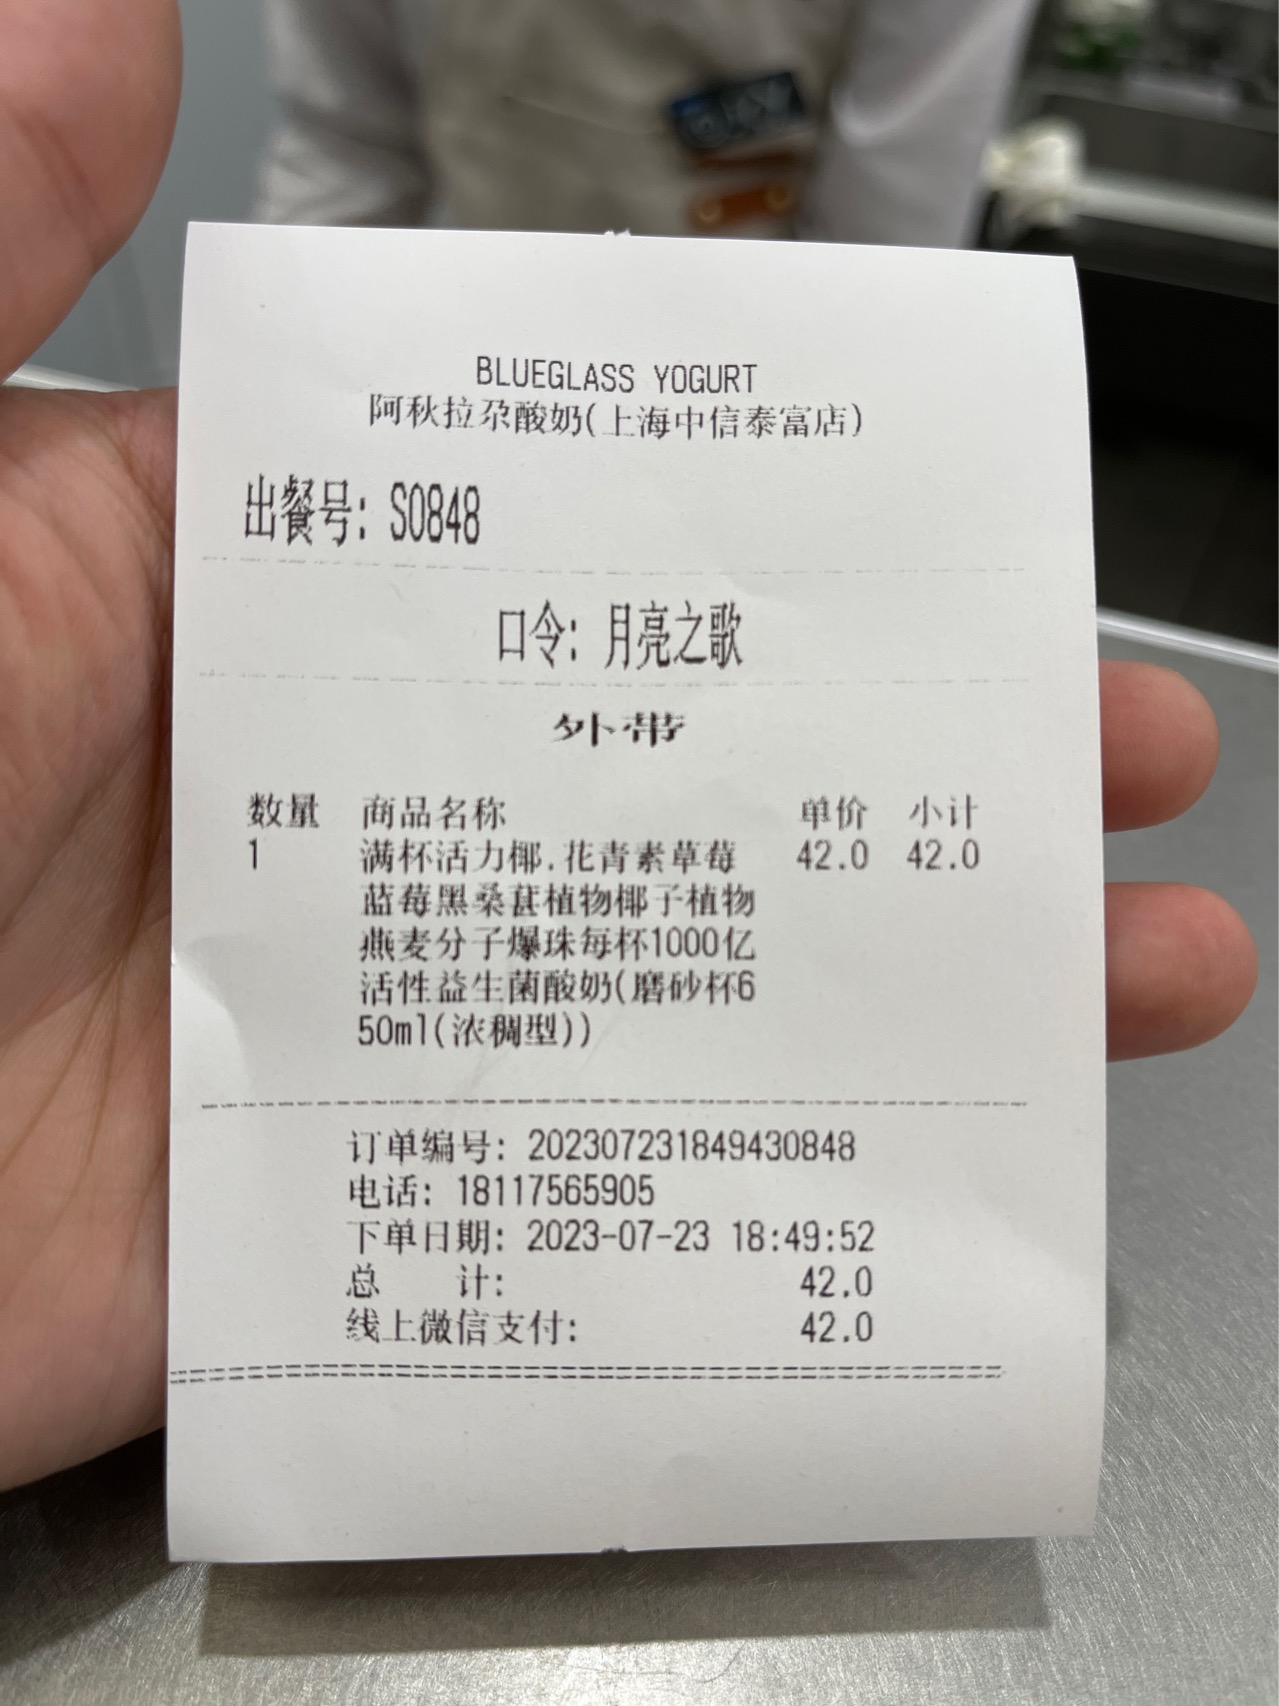 BLUEGLASS YOGURT
阿秋拉尕酸奶(上海中信泰富店)
出餐号: S0848
口令: 月亮之歌
外带
数量 商品名称 单价 小计
1 满杯活力椰.花青素草莓 42.0 42.0
蓝莓黑桑葚植物椰子植物
燕麦分子爆珠每杯1000亿
活性益生菌酸奶(磨砂杯6
50ml(浓稠型))
订单编号: 202307231849430848
电话: 18117565905
下单日期: 2023-07-23 18:49:52
总 计: 42.0
线上微信支付: 42.0